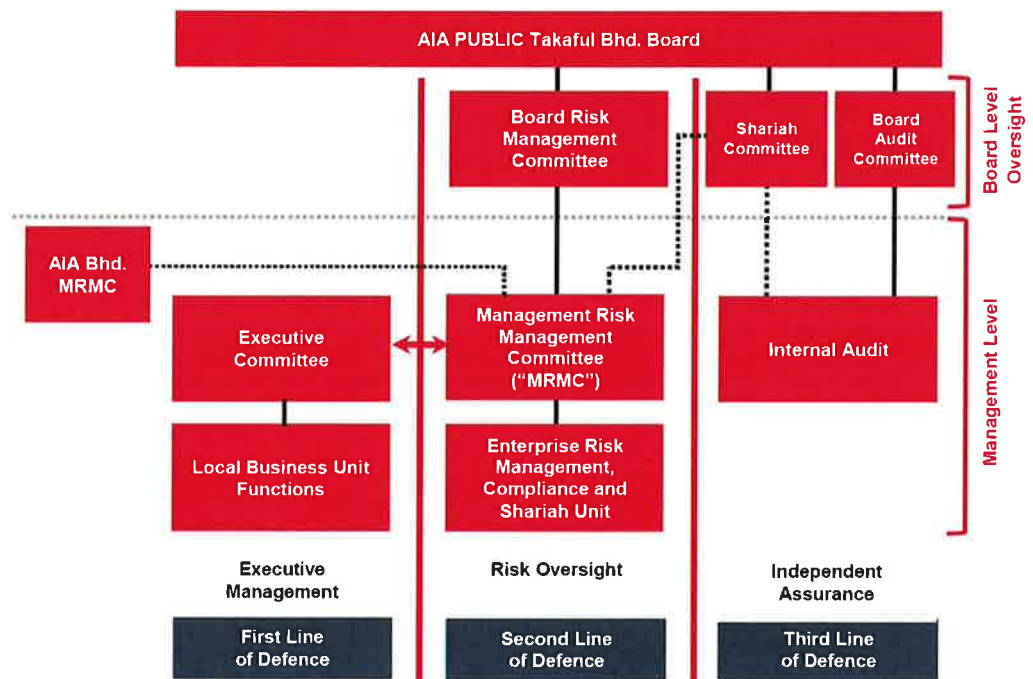 AIA PUBLIC Takaful Bhd. Board
Board Risk
Management
Committee
Shariah
Committee
Board
Audit
Committee
Board Level
Oversight
AIA Bhd.
MRMC
Executive
Committee
Management Risk
Management
Committee
(“MRMC”)
Internal Audit
Management Level
Local Business Unit
Functions
Enterprise Risk
Management,
Compliance and
Shariah Unit
Executive
Management
Risk Oversight
Independent
Assurance
First Line
of Defence
Second Line
of Defence
Third Line
of Defence